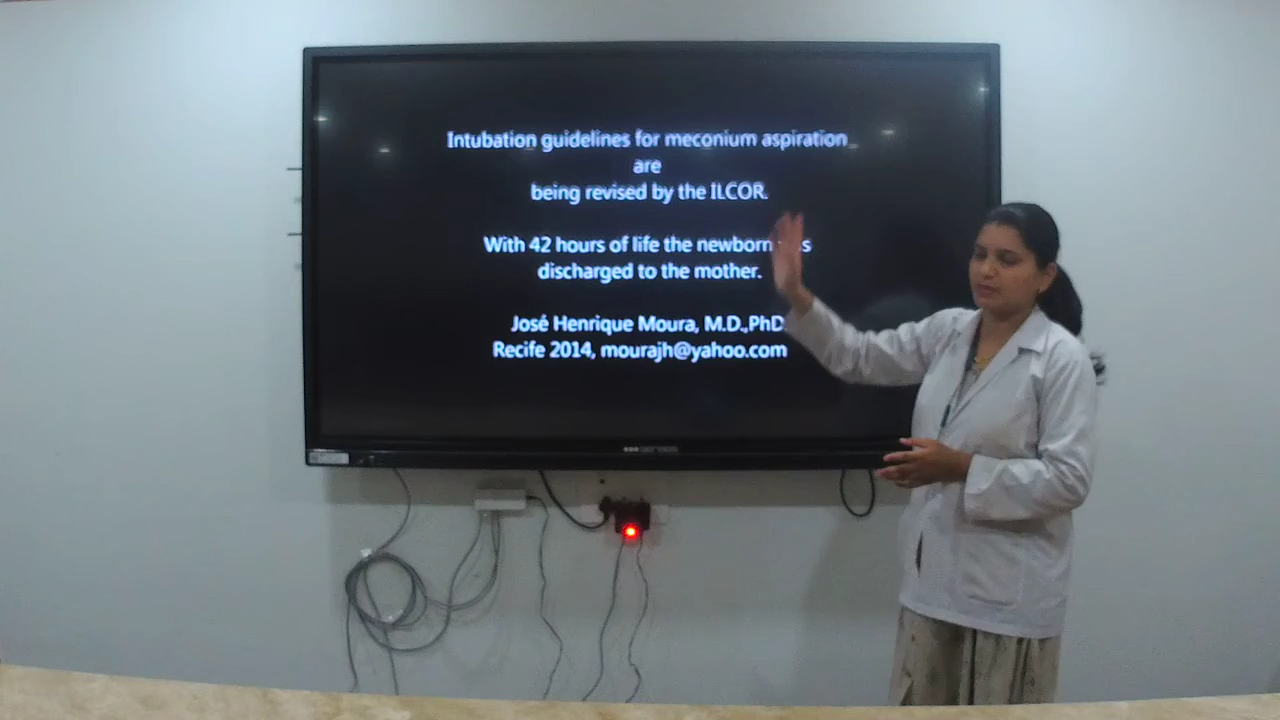 Intubation guidelines for meconium aspiration
are
being revised by the ILCOR.
With 42 hours of life the newborn
discharged to the mother.
José Henrique Moura, M.D.,PhD
Recife 2014, mourajh@yahoo.com